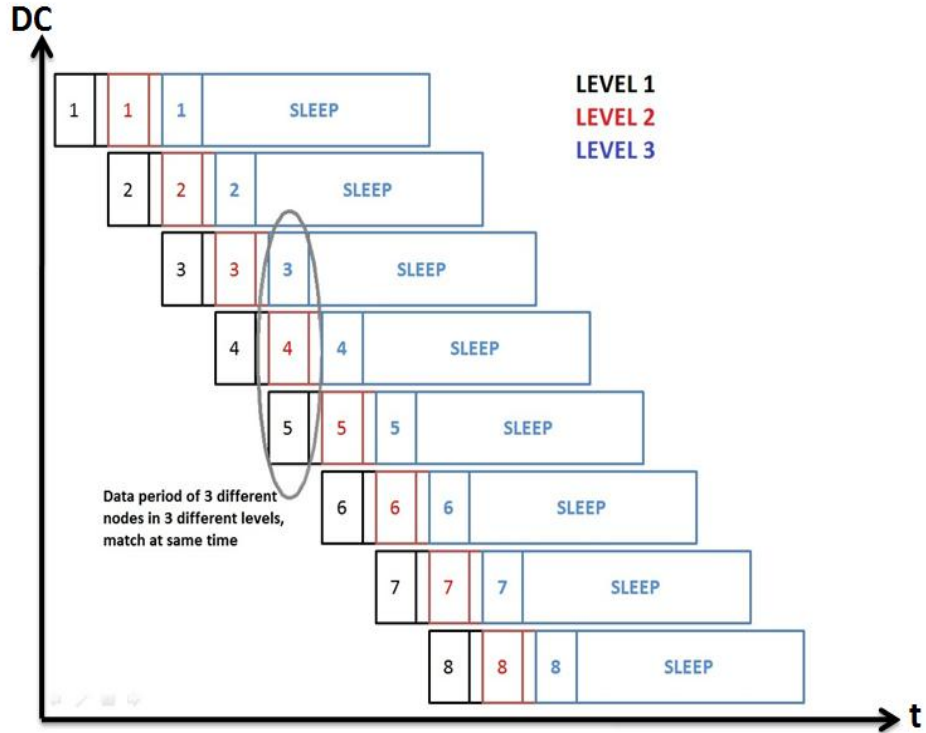 DC
LEVEL 1
LEVEL 2
LEVEL 3
1 1 1 SLEEP
2 2 2 SLEEP
3 3 3 SLEEP
4 4 4 SLEEP
5 5 5 SLEEP
Data period of 3 different
nodes in 3 different levels,
match at same time
6 6 6 SLEEP
7 7 7 SLEEP
8 8 8 SLEEP
t